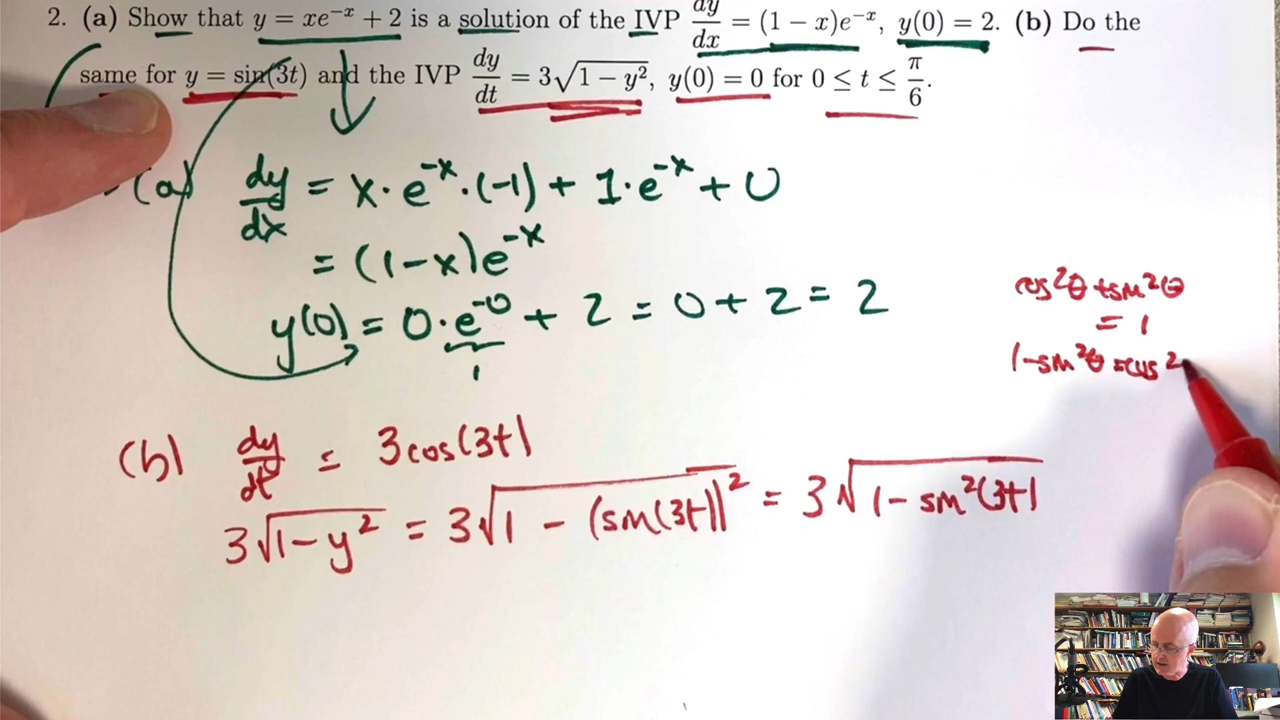 2. (a) Show that y = xe^{-x} + 2 is a solution of the IVP dy/dx = (1 − x)e^{-x}, y(0) = 2. (b) Do the
same for y = sin(3t) and the IVP dy/dt = 3√(1 − y²), y(0) = 0 for 0 ≤ t ≤ π/6.
(a) dy/dx = x·e^{-x}·(-1) + 1·e^{-x} + 0
= (1-x)e^{-x}
y(0) = 0·e^{-0} + 2 = 0 + 2 = 2
1
cos²θ + sin²θ
= 1
1 - sin²θ = cos²
(b) dy/dt = 3cos(3t)
3√(1-y²) = 3√(1 - (sin(3t))²) = 3√(1 - sin²(3t))